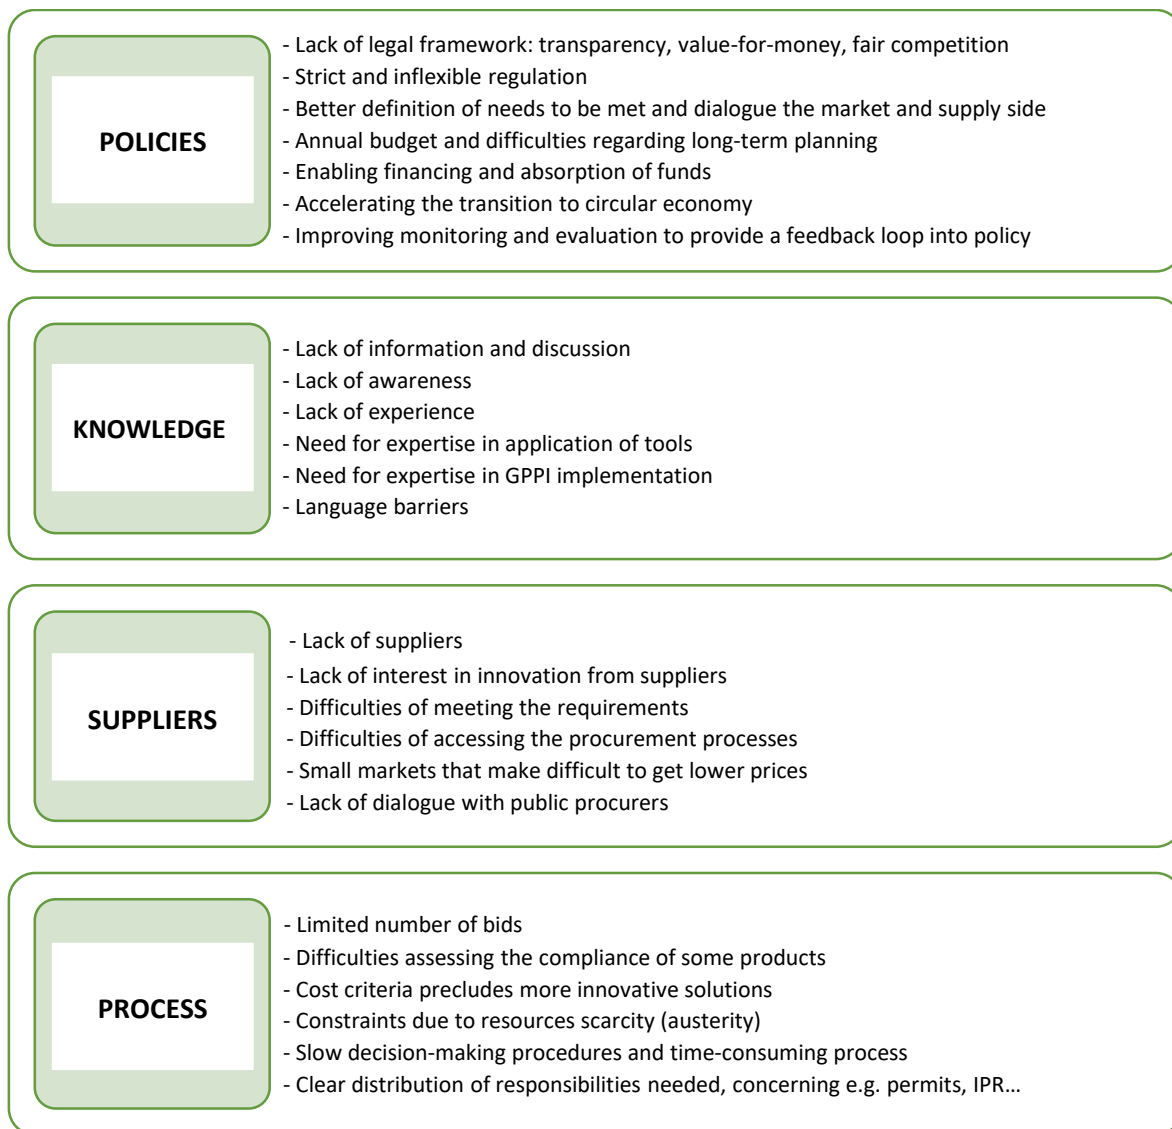 POLICIES
- Lack of legal framework: transparency, value-for-money, fair competition
- Strict and inflexible regulation
- Better definition of needs to be met and dialogue the market and supply side
- Annual budget and difficulties regarding long-term planning
- Enabling financing and absorption of funds
- Accelerating the transition to circular economy
- Improving monitoring and evaluation to provide a feedback loop into policy
KNOWLEDGE
- Lack of information and discussion
- Lack of awareness
- Lack of experience
- Need for expertise in application of tools
- Need for expertise in GPPI implementation
- Language barriers
SUPPLIERS
- Lack of suppliers
- Lack of interest in innovation from suppliers
- Difficulties of meeting the requirements
- Difficulties of accessing the procurement processes
- Small markets that make difficult to get lower prices
- Lack of dialogue with public procurers
PROCESS
- Limited number of bids
- Difficulties assessing the compliance of some products
- Cost criteria precludes more innovative solutions
- Constraints due to resources scarcity (austerity)
- Slow decision-making procedures and time-consuming process
- Clear distribution of responsibilities needed, concerning e.g. permits, IPR…